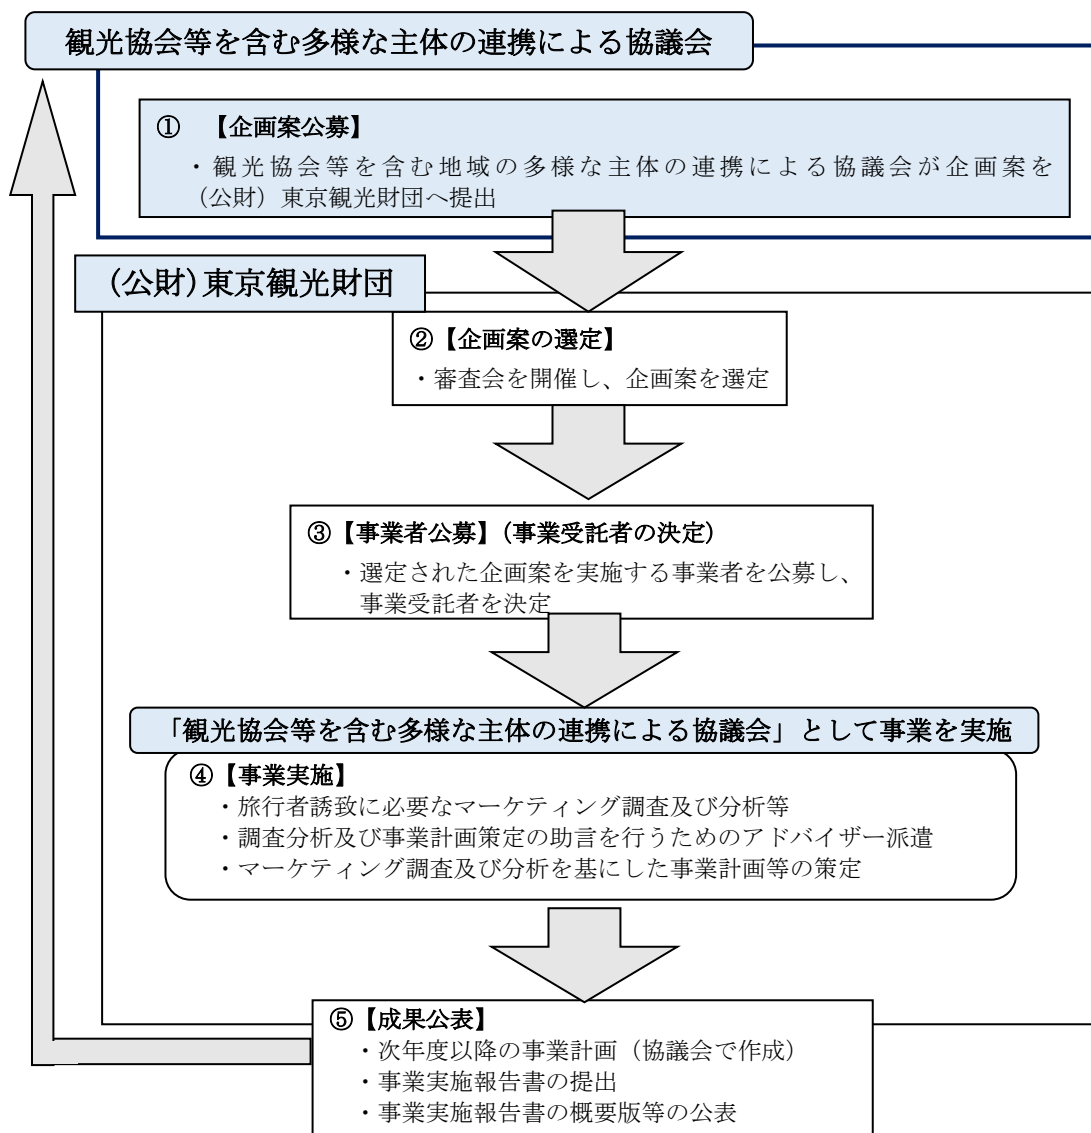 観光協会等を含む多様な主体の連携による協議会
① 【企画案公募】
・観光協会等を含む地域の多様な主体の連携による協議会が企画案を
(公財) 東京観光財団へ提出
(公財)東京観光財団
②【企画案の選定】
・審査会を開催し、企画案を選定
③【事業者公募】(事業受託者の決定)
・選定された企画案を実施する事業者を公募し、
事業受託者を決定
「観光協会等を含む多様な主体の連携による協議会」として事業を実施
④【事業実施】
・旅行者誘致に必要なマーケティング調査及び分析等
・調査分析及び事業計画策定の助言を行うためのアドバイザー派遣
・マーケティング調査及び分析を基にした事業計画等の策定
⑤【成果公表】
・次年度以降の事業計画（協議会で作成）
・事業実施報告書の提出
・事業実施報告書の概要版等の公表